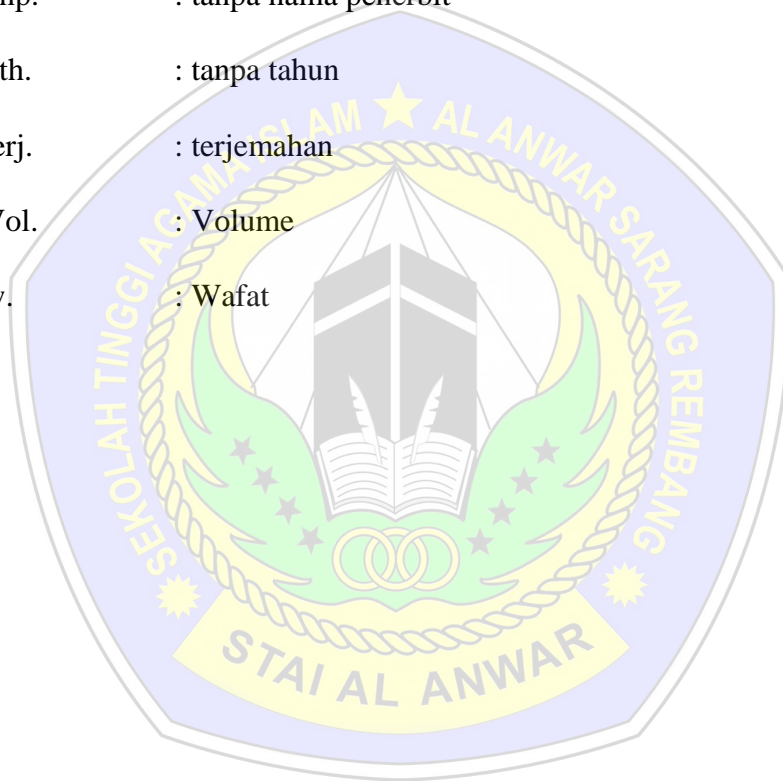 np. : tanpa nama penerbit
th. : tanpa tahun
erj. : terjemahan
Vol. : Volume
: Wafat
SEKOLAH TINGGI AGAMA ISLAM AL ANWAR SARANG REMBANG
STAI AL ANWAR